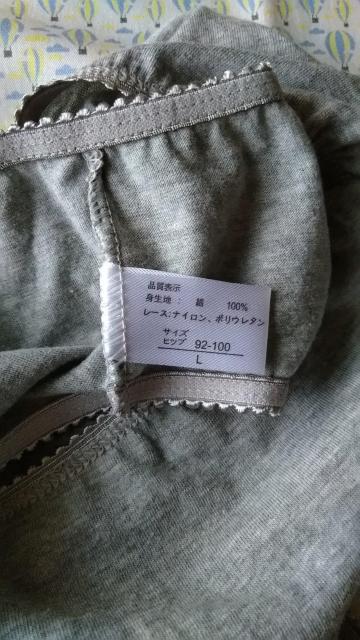 品質表示
身生地： 綿 100%
レース:ナイロン、ポリウレタン
サイズ
ヒップ 92-100
L